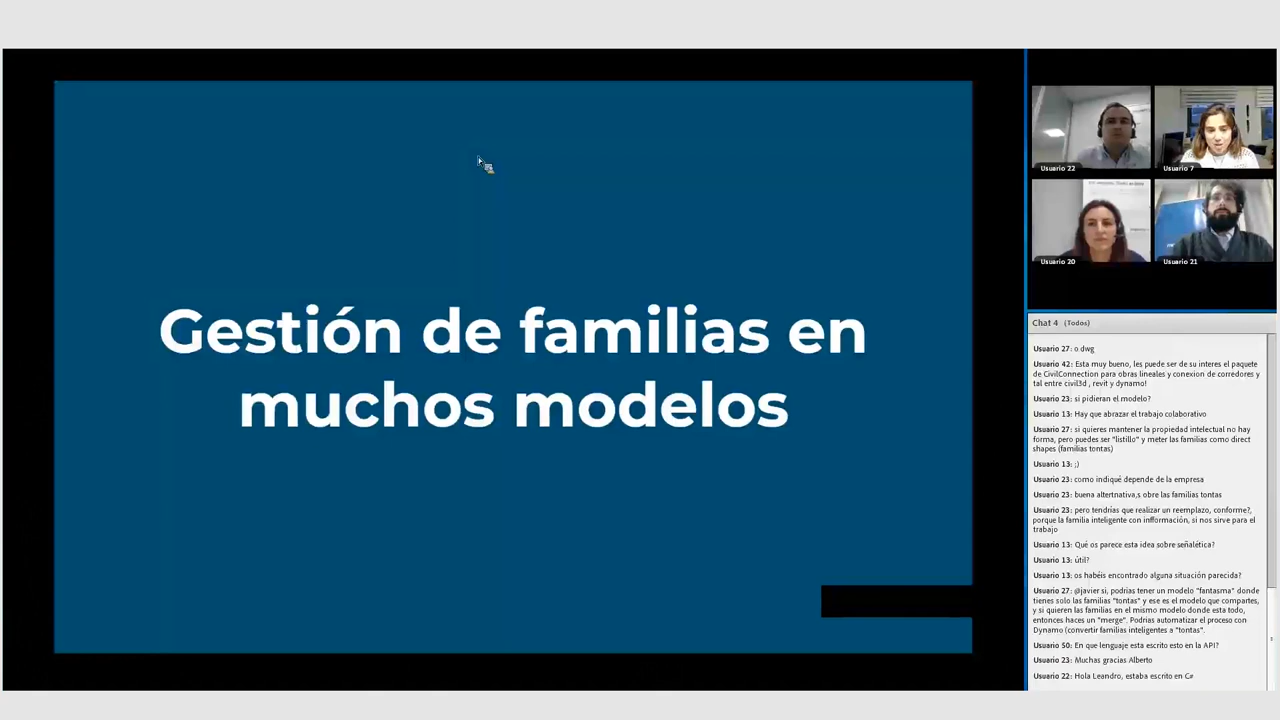 Gestión de familias en
muchos modelos
Usuario 22
Usuario 7
Usuario 20
Usuario 21
Chat 4 (Todos)
Usuario 27: o dwg
Usuario 42: Esta muy bueno, les puede ser de su interes el paquete
de CivilConnection para obras lineales y conexion de corredores y
tal entre civil3d , revit y dynamo!
Usuario 23: si pidieran el modelo?
Usuario 13: Hay que abrazar el trabajo colaborativo
Usuario 27: si quieres mantener la propiedad intelectual no hay
forma, pero puedes ser "listillo" y meter las familias como direct
shapes (familias tontas)
Usuario 13: ;)
Usuario 23: como indiqué depende de la empresa
Usuario 23: buena altertnativa,s obre las familias tontas
Usuario 23: pero tendrías que realizar un reemplazo, conforme?,
porque la familia inteligente con infformación, si nos sirve para el
trabajo
Usuario 13: Qué os parece esta idea sobre señalética?
Usuario 13: útil?
Usuario 13: os habéis encontrado alguna situación parecida?
Usuario 27: @javier si, podrias tener un modelo "fantasma" donde
tienes solo las familias "tontas" y ese es el modelo que compartes,
y si quieren las familias en el mismo modelo donde esta todo,
entonces haces un "merge". Podrias automatizar el proceso con
Dynamo (convertir familias inteligentes a "tontas".
Usuario 50: En que lenguaje esta escrito esto en la API?
Usuario 23: Muchas gracias Alberto
Usuario 22: Hola Leandro, estaba escrito en C#